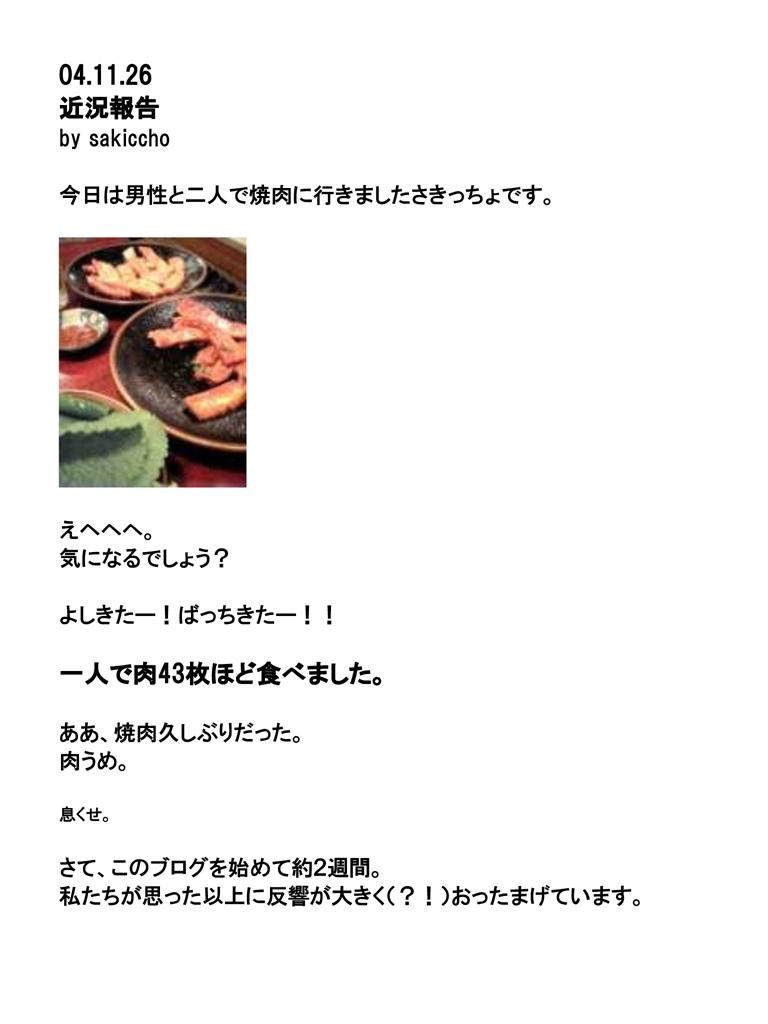 04.11.26
近況報告
by sakiccho
今日は男性と二人で焼肉に行きましたさきっちょです。
えへへへ。
気になるでしょう？
よしきたー！ばっちきたー！！
一人で肉43枚ほど食べました。
ああ、焼肉久しぶりだった。
肉うめ。
息くせ。
さて、このブログを始めて約2週間。
私たちが思った以上に反響が大きく（？！）おったまげています。